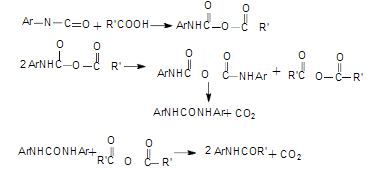 Ar—N—C=O + R'COOH → ArNHC(=O)—O—C(=O) R'
2 ArNHC(=O)—O—C(=O) R' → ArNHC(=O) O C(=O)—NHAr + R'C(=O) O—C(=O)—R'
ArNHCONHAr + CO₂
ArNHCONHAr + R'C(=O) O C(=O)—R' → 2 ArNHCOR' + CO₂